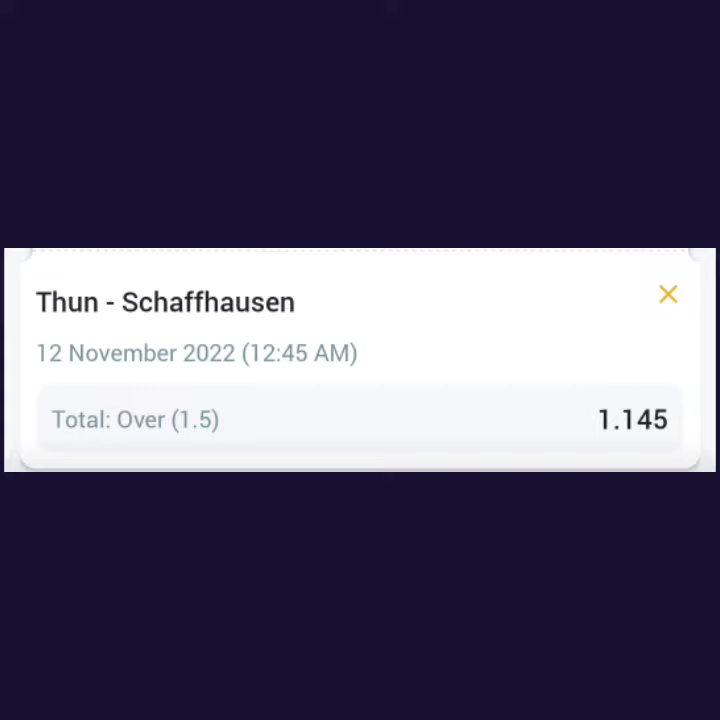 Thun - Schaffhausen
12 November 2022 (12:45 AM)
Total: Over (1.5) 1.145